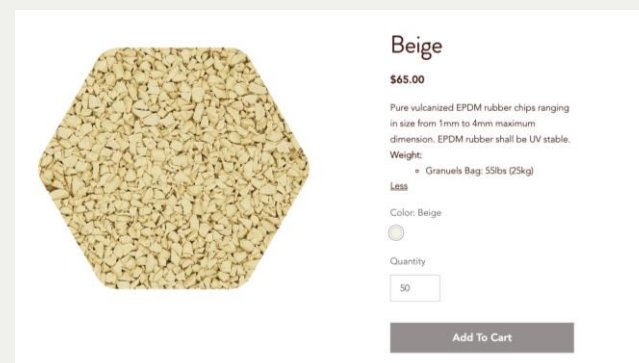 Beige
$65.00
Pure vulcanized EPDM rubber chips ranging
in size from 1mm to 4mm maximum
dimension. EPDM rubber shall be UV stable.
Weight:
Granuels Bag: 55lbs (25kg)
Less
Color: Beige
Quantity
50
Add To Cart